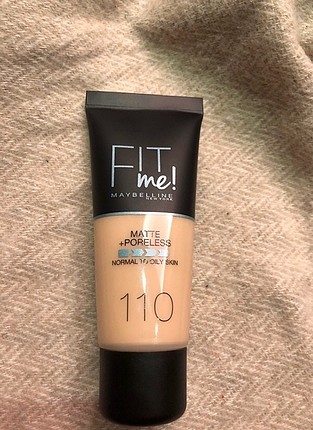 FIT
me!
MAYBELLINE
NEW YORK
MATTE
+PORELESS
NORMAL TO OILY SKIN
110